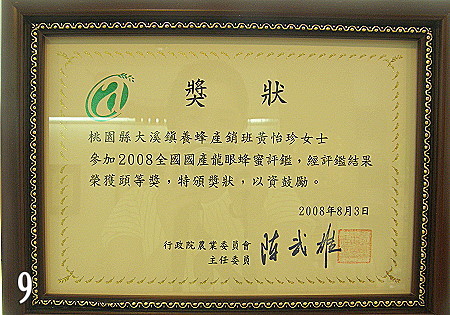 獎狀
桃園縣大溪鎮養蜂產銷班黃怡珍女士
參加2008全國國產龍眼蜂蜜評鑑，經評鑑結果
榮獲頭等獎，特頒獎狀，以資鼓勵。
2008年8月3日
行政院農業委員會
主任委員 陳武雄
9